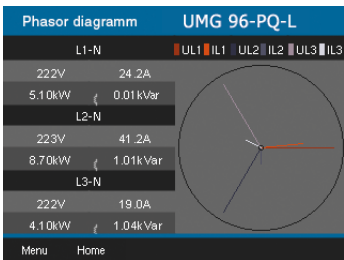 Phasor diagramm UMG 96-PQ-L
L1-N UL1 IL1 UL2 IL2 UL3 IL3
222V 24.2A
5.10kW 0.01kVar
L2-N
223V 41.2A
8.70kW 1.01kVar
L3-N
222V 19.0A
4.10kW 1.04kVar
Menu Home